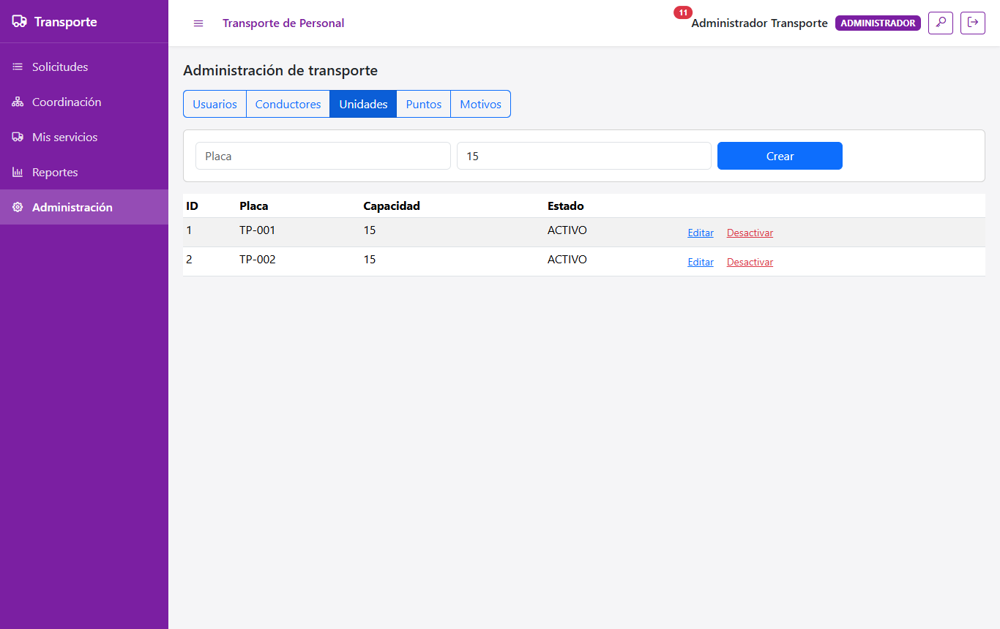 Transporte
Solicitudes
Coordinación
Mis servicios
Reportes
Administración
Transporte de Personal
11
Administrador Transporte
ADMINISTRADOR
Administración de transporte
Usuarios Conductores Unidades Puntos Motivos
Placa 15 Crear
ID Placa Capacidad Estado
1 TP-001 15 ACTIVO Editar Desactivar
2 TP-002 15 ACTIVO Editar Desactivar